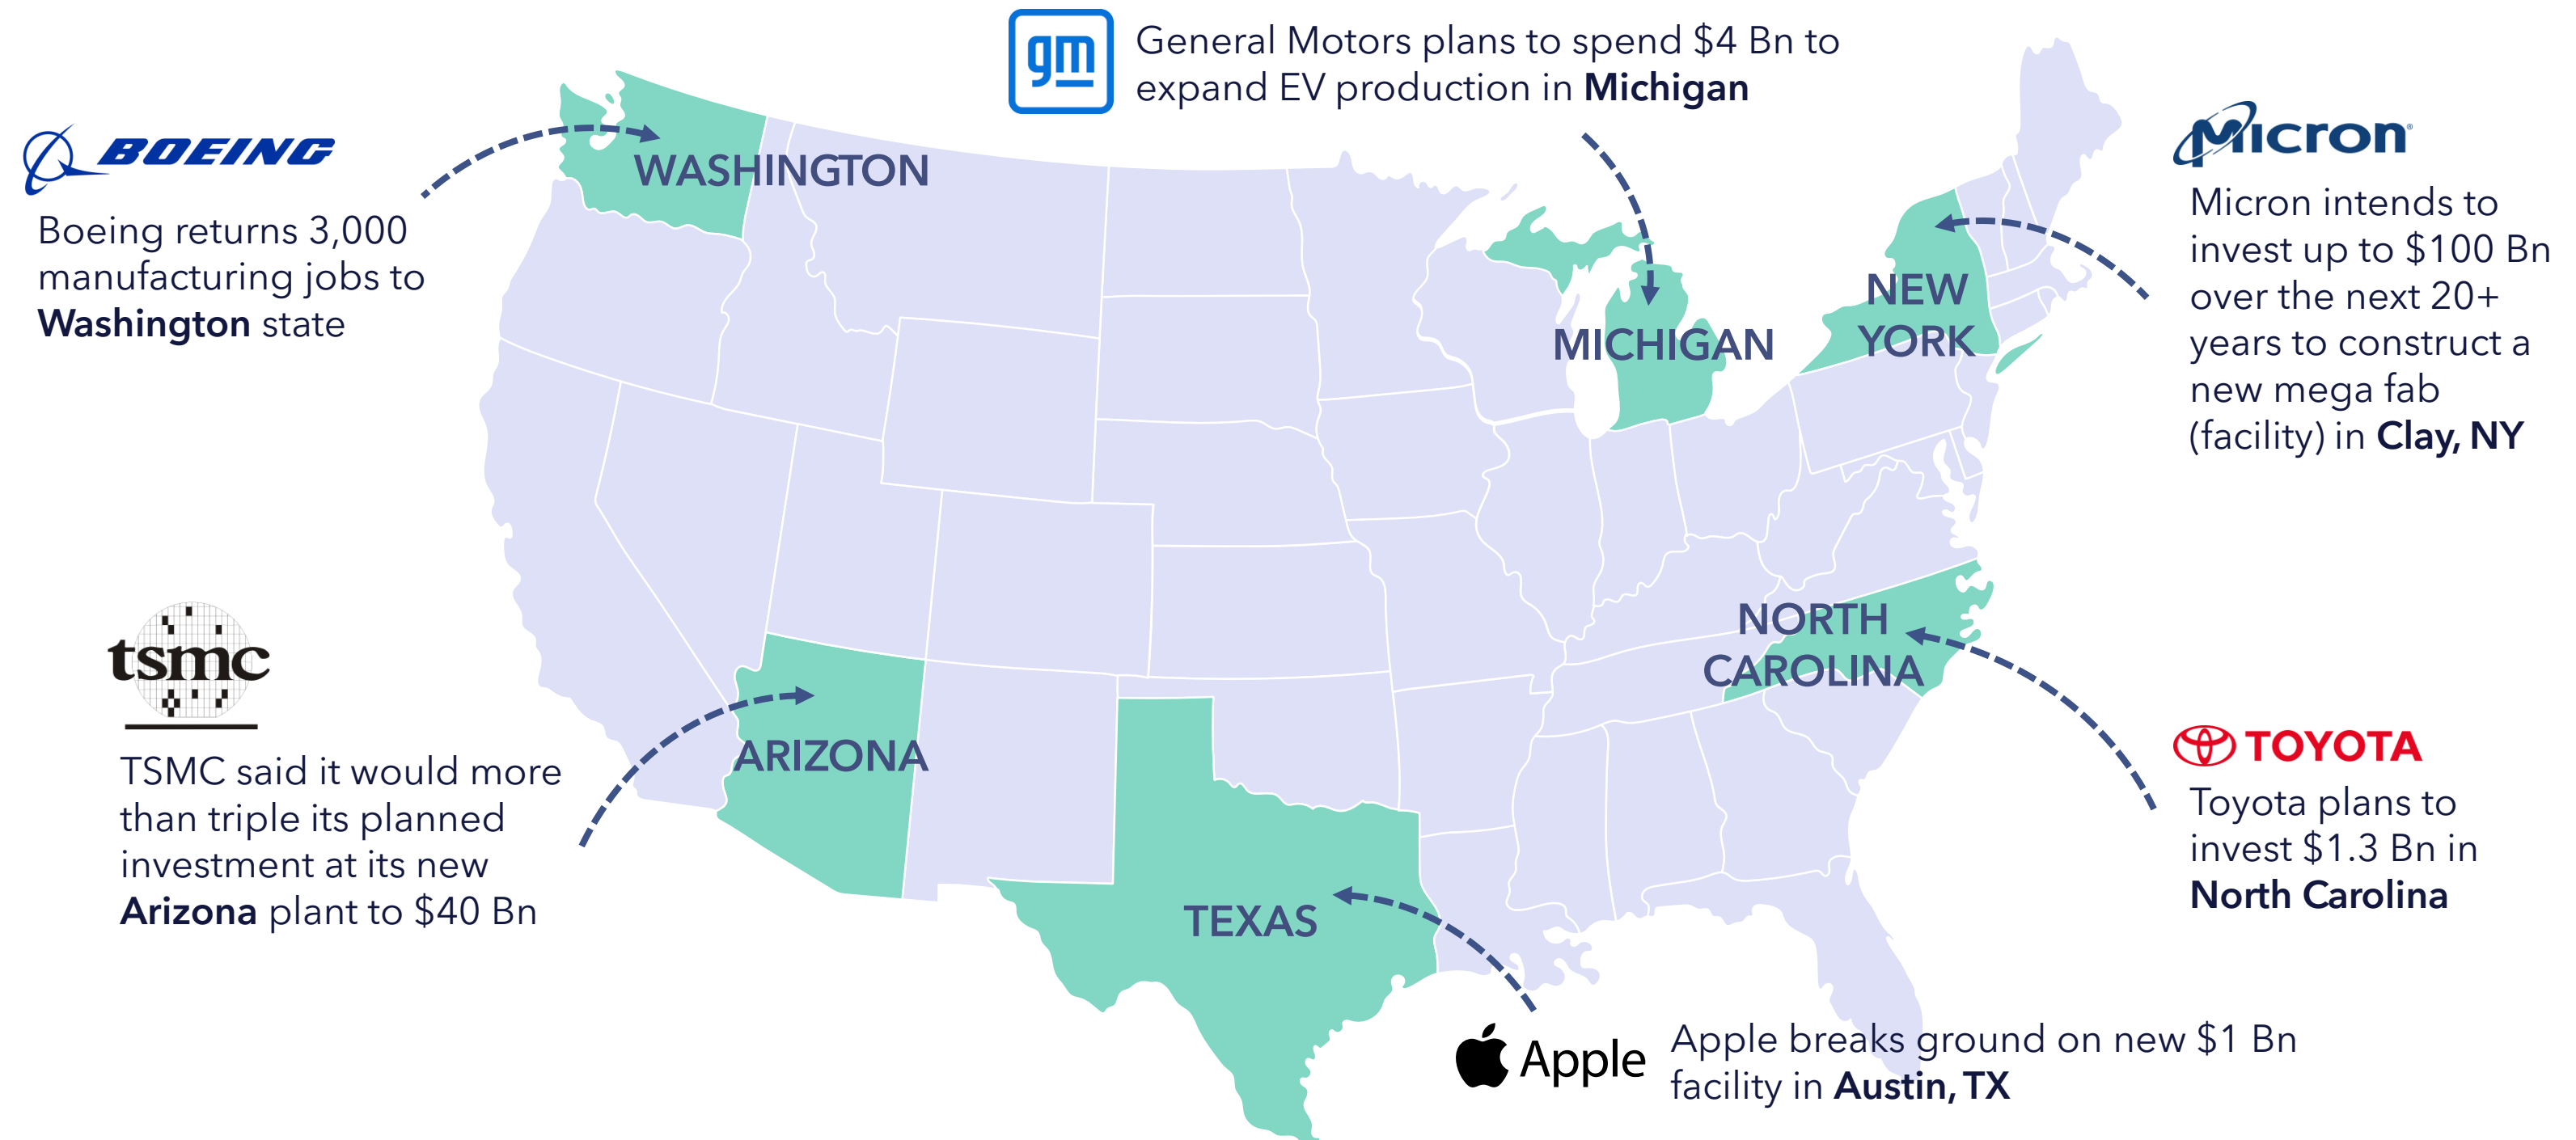 gm
General Motors plans to spend $4 Bn to
expand EV production in Michigan
BOEING
Boeing returns 3,000
manufacturing jobs to
Washington state
WASHINGTON
MICHIGAN
NEW
YORK
Micron®
Micron intends to
invest up to $100 Bn
over the next 20+
years to construct a
new mega fab
(facility) in Clay, NY
tsmc
TSMC said it would more
than triple its planned
investment at its new
Arizona plant to $40 Bn
ARIZONA
TEXAS
NORTH
CAROLINA
TOYOTA
Toyota plans to
invest $1.3 Bn in
North Carolina
Apple
Apple breaks ground on new $1 Bn
facility in Austin, TX